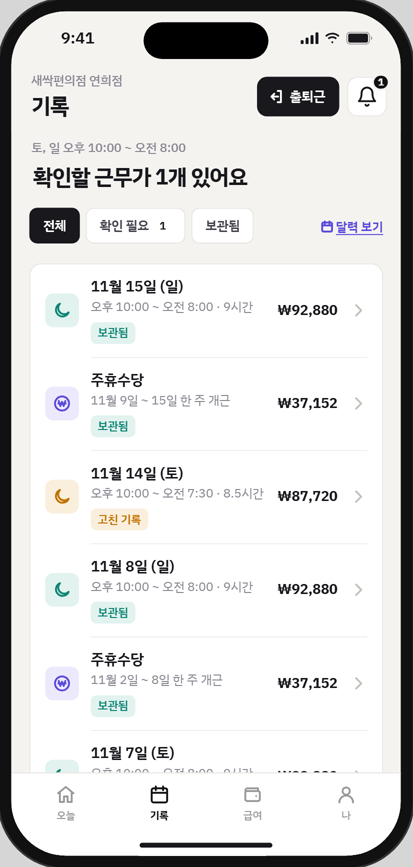 9:41
새싹편의점 연희점
기록
출퇴근
1
토, 일 오후 10:00 ~ 오전 8:00
확인할 근무가 1개 있어요
전체
확인 필요 1
보관됨
달력 보기
11월 15일 (일)
오후 10:00 ~ 오전 8:00 · 9시간
보관됨
₩92,880
주휴수당
11월 9일 ~ 15일 한 주 개근
보관됨
₩37,152
11월 14일 (토)
오후 10:00 ~ 오전 7:30 · 8.5시간
고친 기록
₩87,720
11월 8일 (일)
오후 10:00 ~ 오전 8:00 · 9시간
보관됨
₩92,880
주휴수당
11월 2일 ~ 8일 한 주 개근
보관됨
₩37,152
11월 7일 (토)
오늘
기록
급여
나